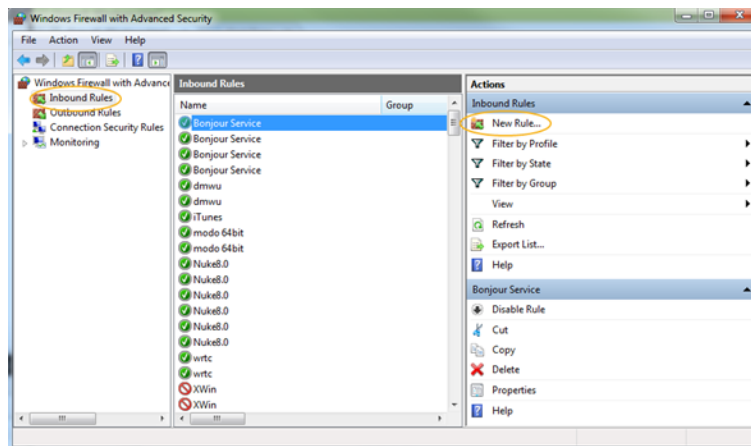 Windows Firewall with Advanced Security
File Action View Help
Windows Firewall with Advance
Inbound Rules
Outbound Rules
Connection Security Rules
Monitoring
Inbound Rules
Name Group
Bonjour Service
Bonjour Service
Bonjour Service
Bonjour Service
dmwu
dmwu
iTunes
modo 64bit
modo 64bit
Nuke8.0
Nuke8.0
Nuke8.0
Nuke8.0
Nuke8.0
Nuke8.0
wrtc
wrtc
XWin
XWin
Actions
Inbound Rules
New Rule...
Filter by Profile
Filter by State
Filter by Group
View
Refresh
Export List...
Help
Bonjour Service
Disable Rule
Cut
Copy
Delete
Properties
Help